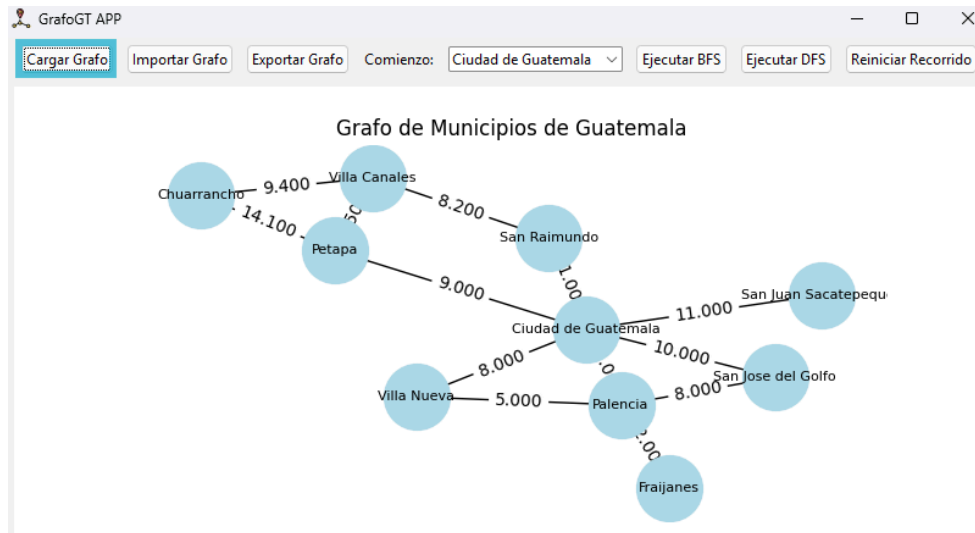 GrafoGT APP
Cargar Grafo
Importar Grafo
Exportar Grafo
Comienzo:
Ciudad de Guatemala
Ejecutar BFS
Ejecutar DFS
Reiniciar Recorrido
Grafo de Municipios de Guatemala
Villa Canales
Chuarrancho
9.400
14.100
8.200
Petapa
San Raimundo
9.000
San Juan Sacatepequ
11.000
Ciudad de Guatemala
10.000
8.000
San Jose del Golfo
8.000
Villa Nueva
5.000
Palencia
Fraijanes